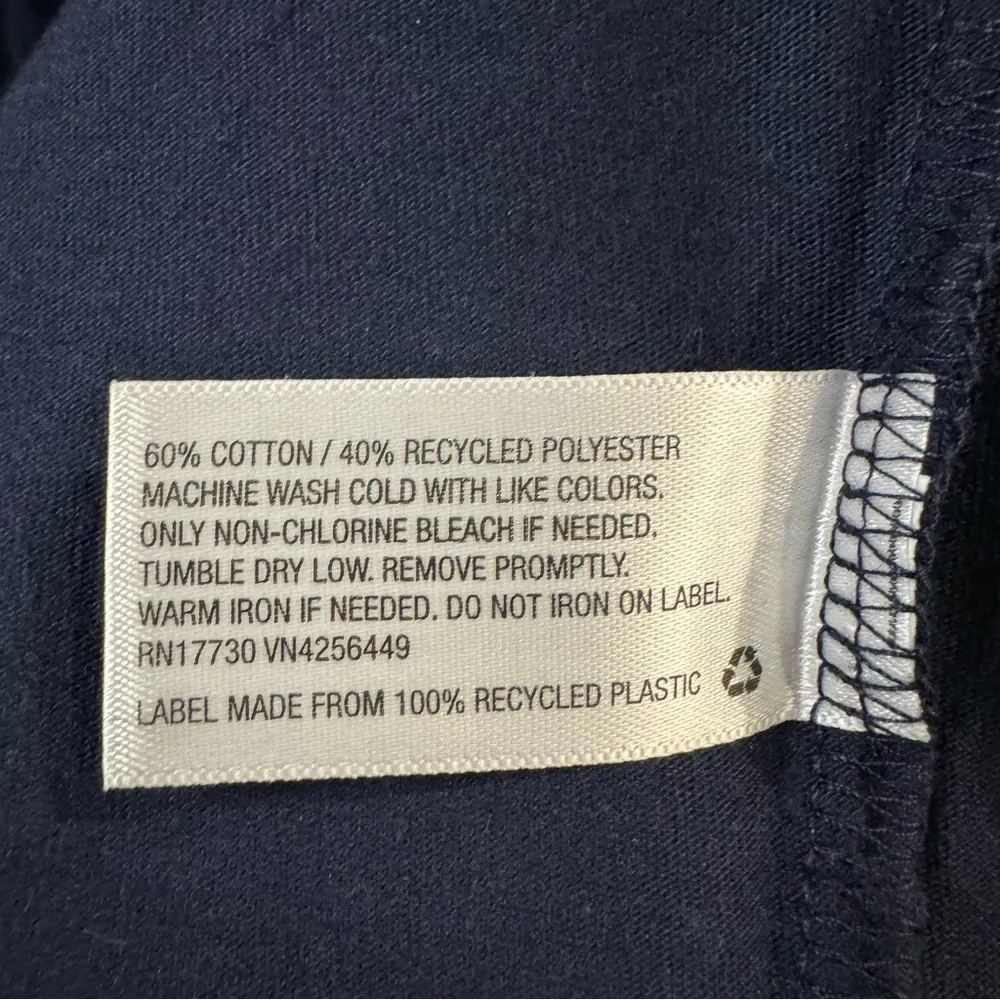 60% COTTON / 40% RECYCLED POLYESTER
MACHINE WASH COLD WITH LIKE COLORS.
ONLY NON-CHLORINE BLEACH IF NEEDED.
TUMBLE DRY LOW. REMOVE PROMPTLY.
WARM IRON IF NEEDED. DO NOT IRON ON LABEL.
RN17730 VN4256449
LABEL MADE FROM 100% RECYCLED PLASTIC